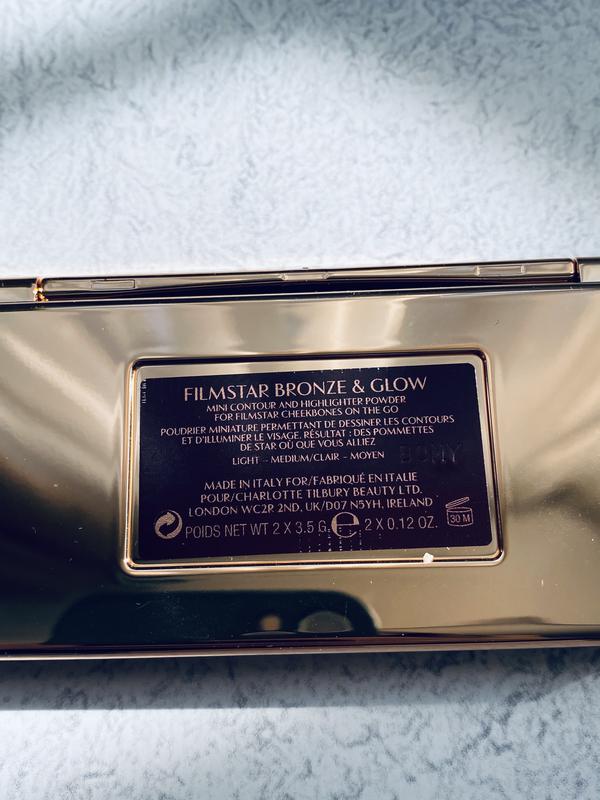 FILMSTAR BRONZE & GLOW
MINI CONTOUR AND HIGHLIGHTER POWDER
FOR FILMSTAR CHEEKBONES ON THE GO
POUDRIER MINIATURE PERMETTANT DE DESSINER LES CONTOURS
ET D'ILLUMINER LE VISAGE. RÉSULTAT : DES POMMETTES
DE STAR OÙ QUE VOUS ALLIEZ
LIGHT - MEDIUM/CLAIR - MOYEN
MADE IN ITALY FOR/FABRIQUÉ EN ITALIE
POUR/CHARLOTTE TILBURY BEAUTY LTD.
LONDON WC2R 2ND, UK/D07 N5YH, IRELAND
POIDS NET WT 2 X 3.5 G. e 2 X 0.12 OZ.
30 M